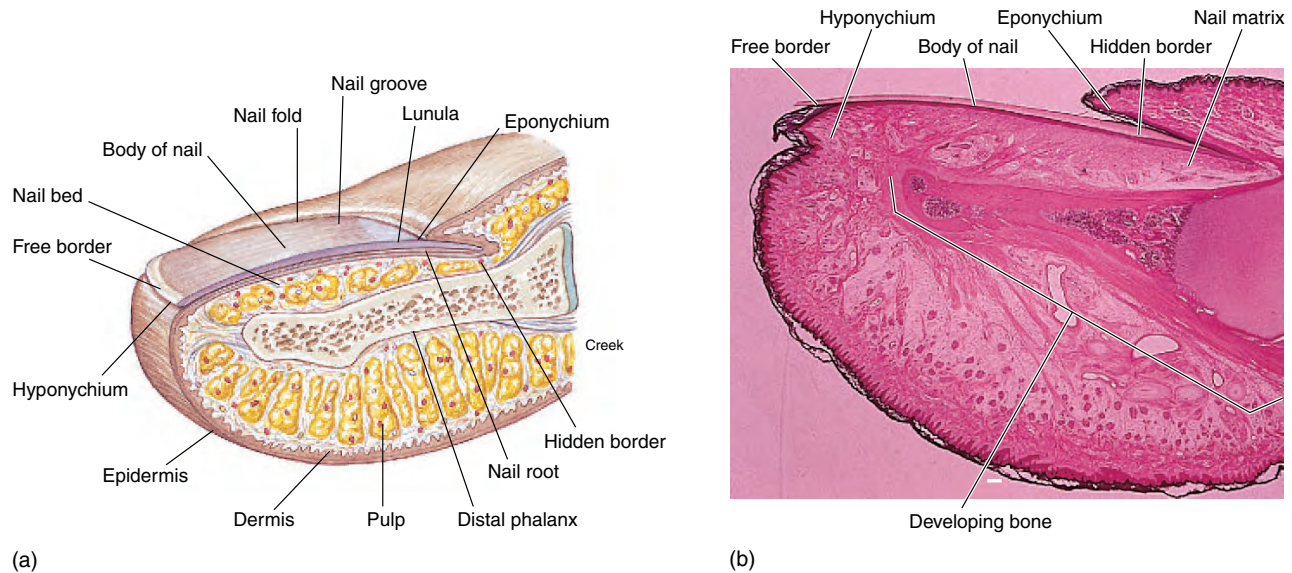 Nail groove
Nail fold
Lunula
Eponychium
Body of nail
Nail bed
Free border
Creek
Hyponychium
Hidden border
Epidermis
Nail root
Dermis
Pulp
Distal phalanx
(a)
Hyponychium
Eponychium
Nail matrix
Free border
Body of nail
Hidden border
Developing bone
(b)